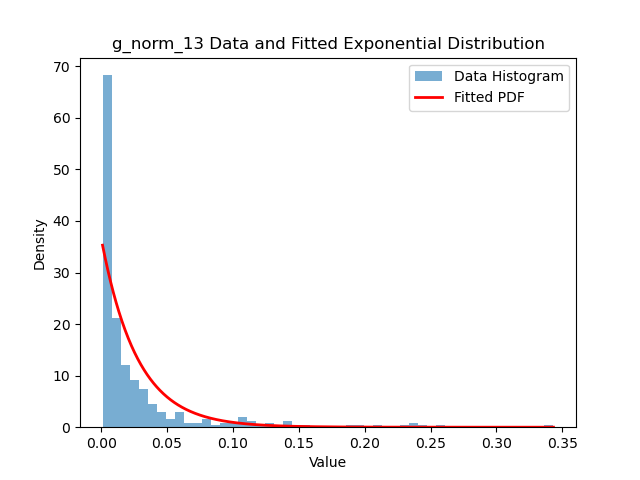 g_norm_13 Data and Fitted Exponential Distribution
Data Histogram
Fitted PDF
Density
70
60
50
40
30
20
10
0
0.00 0.05 0.10 0.15 0.20 0.25 0.30 0.35
Value